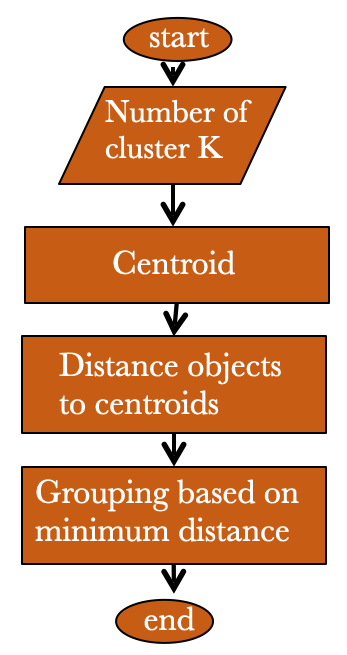 start
Number of
cluster K
Centroid
Distance objects
to centroids
Grouping based on
minimum distance
end